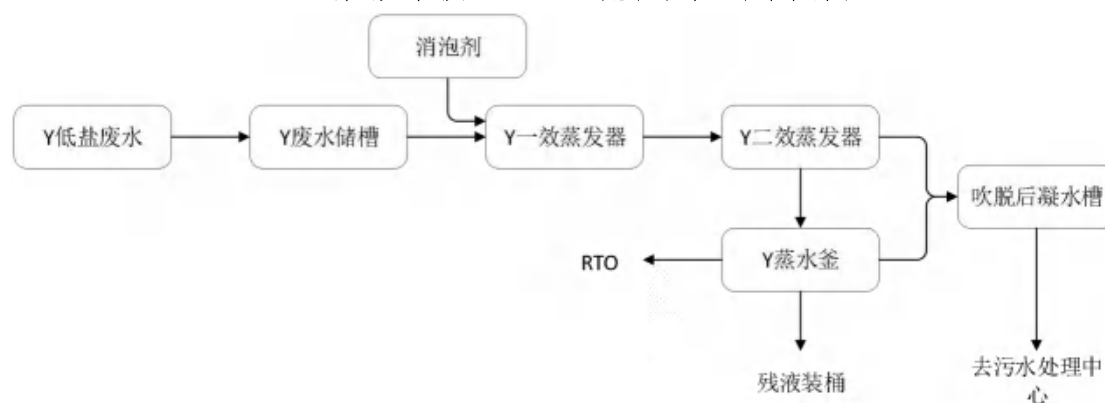 消泡剂
Y低盐废水
Y废水储槽
Y一效蒸发器
Y二效蒸发器
吹脱后凝水槽
RTO
Y蒸水釜
残液装桶
去污水处理中
心